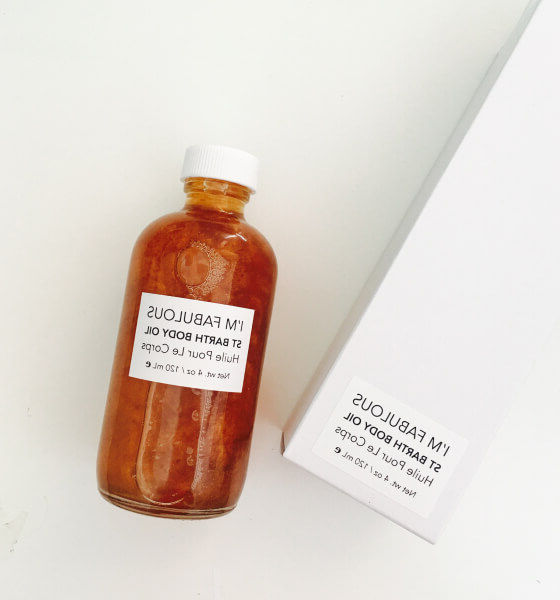 I'M FABULOUS
ST BARTH BODY OIL
Huile Pour Le Corps
Net wt. 4 oz / 120 mL e
I'M FABULOUS
ST BARTH BODY OIL
Huile Pour Le Corps
Net wt. 4 oz / 120 mL e